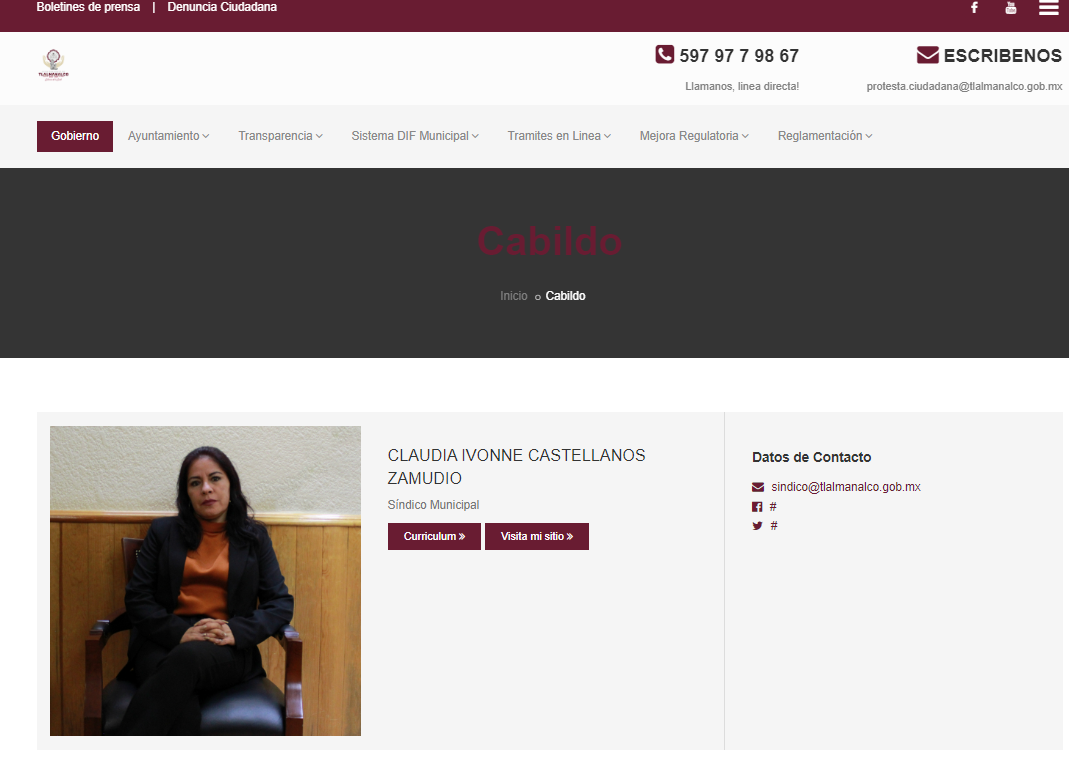 Boletines de prensa | Denuncia Ciudadana
TLALMANALCO
597 97 7 98 67
Llamanos, linea directa!
ESCRIBENOS
protesta.ciudadana@tlalmanalco.gob.mx
Gobierno Ayuntamiento Transparencia Sistema DIF Municipal Tramites en Linea Mejora Regulatoria Reglamentación
Cabildo
Inicio Cabildo
CLAUDIA IVONNE CASTELLANOS
ZAMUDIO
Síndico Municipal
Curriculum » Visita mi sitio »
Datos de Contacto
sindico@tlalmanalco.gob.mx
#
#